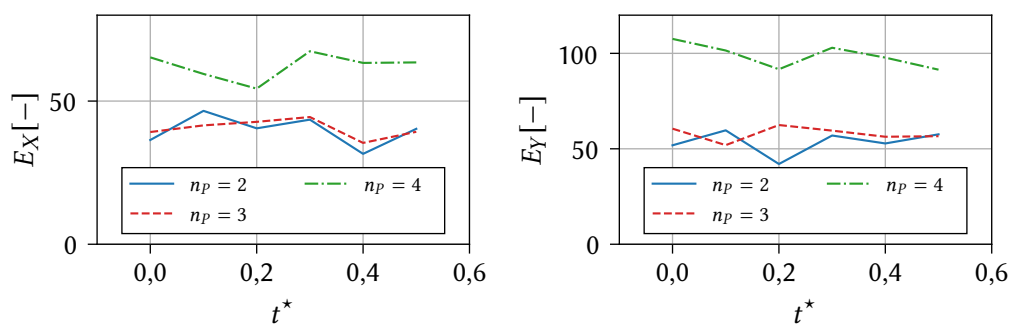 E_X [−]
50
0
n_P = 2
n_P = 4
n_P = 3
0,0
0,2
0,4
0,6
t⋆
E_Y [−]
100
50
0
n_P = 2
n_P = 4
n_P = 3
0,0
0,2
0,4
0,6
t⋆